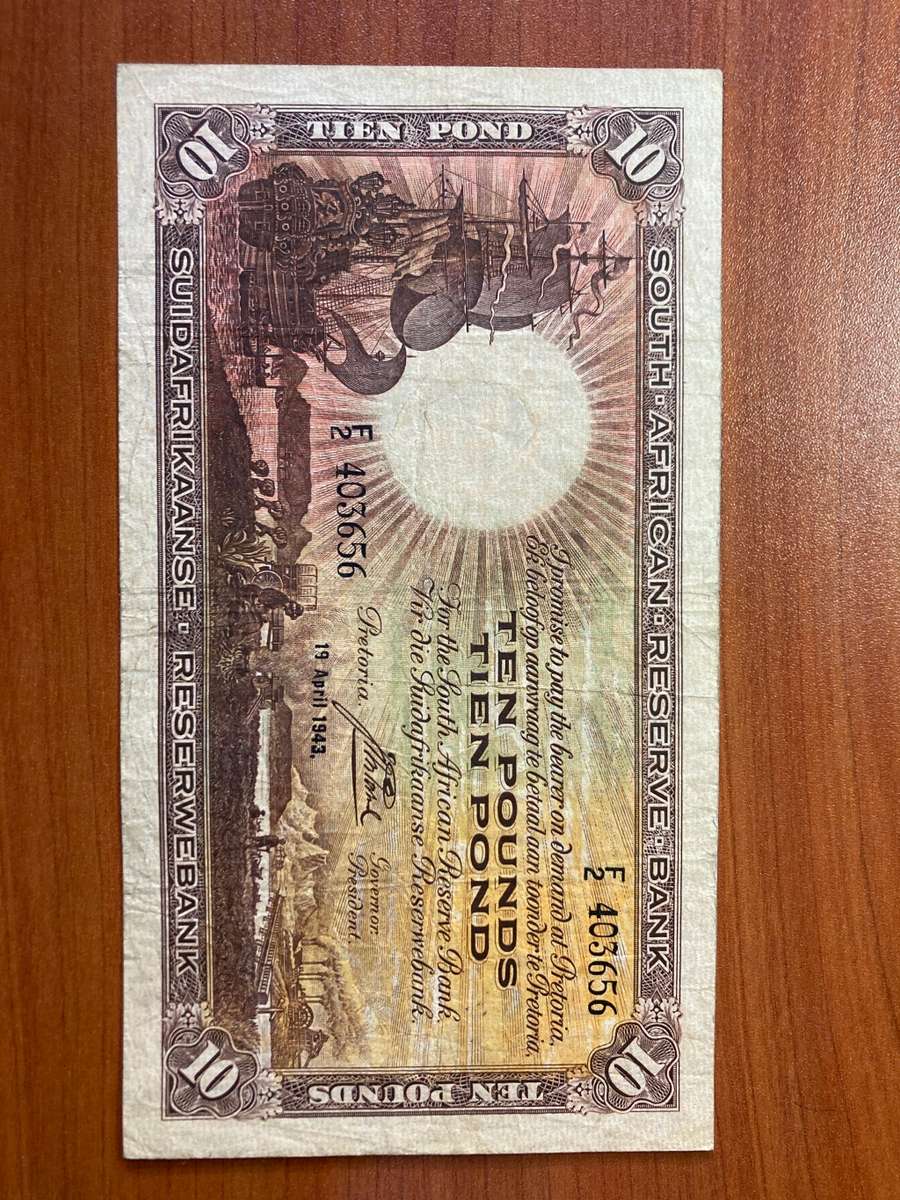 SOUTH·AFRICAN·RESERVE·BANK
10
10
F/2 403656
I promise to pay the bearer on demand at Pretoria,
Ek beloof op aanvraag te betaal aan toonder te Pretoria,
TEN POUNDS
TIEN POND
For the South African Reserve Bank,
Vir die Suidafrikaanse Reserwebank,
F/2 403656
Pretoria,
19 April 1943.
Governor.
President.
TIEN POND
TEN POUNDS
10
10
SUIDAFRIKAANSE·RESERWEBANK